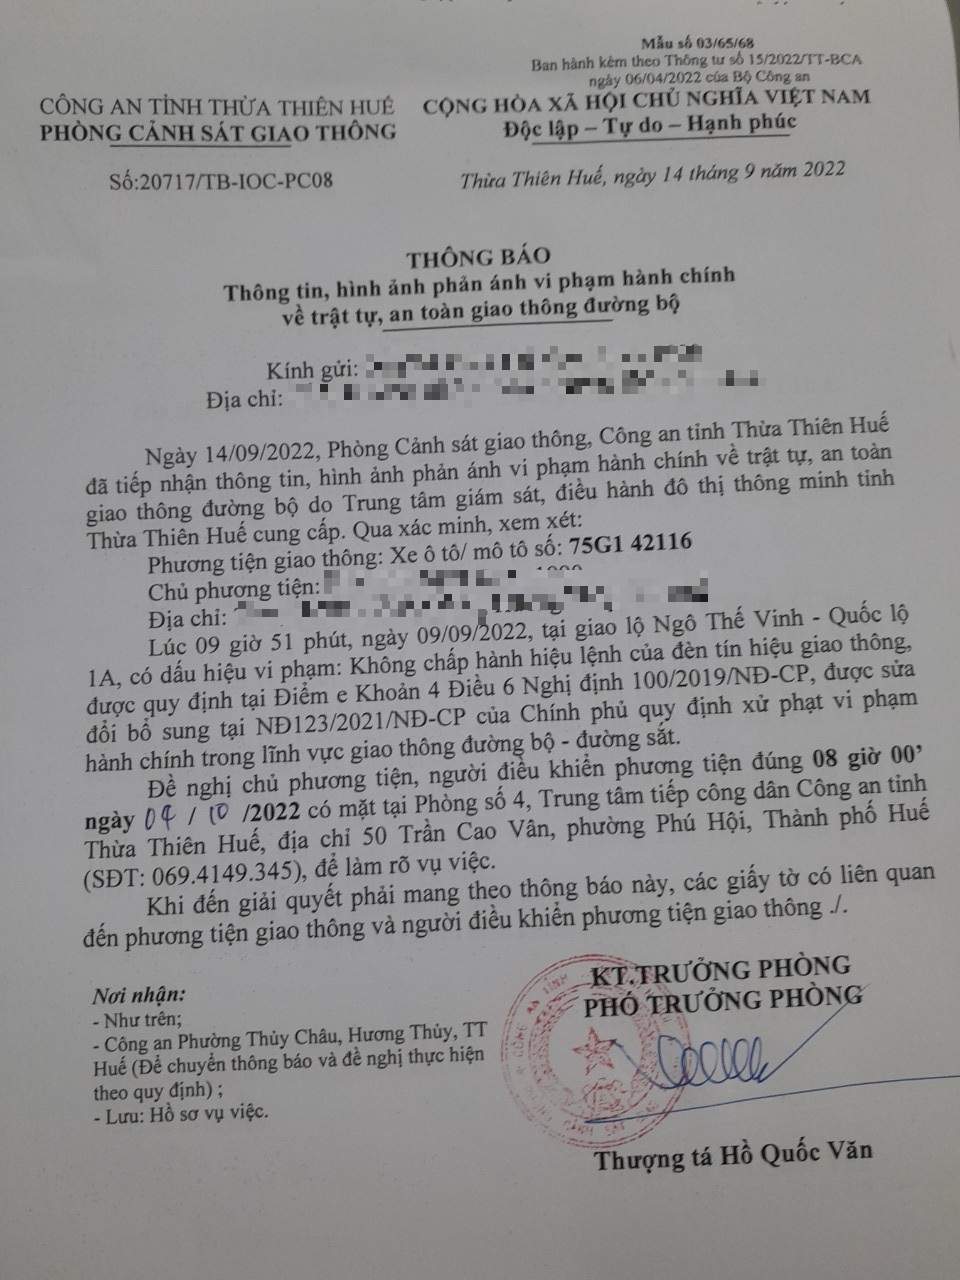 Mẫu số 03/65/68
Ban hành kèm theo Thông tư số 15/2022/TT-BCA
ngày 06/04/2022 của Bộ Công an
CÔNG AN TỈNH THỪA THIÊN HUẾ
PHÒNG CẢNH SÁT GIAO THÔNG
CỘNG HÒA XÃ HỘI CHỦ NGHĨA VIỆT NAM
Độc lập – Tự do – Hạnh phúc
Số:20717/TB-IOC-PC08
Thừa Thiên Huế, ngày 14 tháng 9 năm 2022
THÔNG BÁO
Thông tin, hình ảnh phản ánh vi phạm hành chính
về trật tự, an toàn giao thông đường bộ
Kính gửi:
Địa chỉ:
Ngày 14/09/2022, Phòng Cảnh sát giao thông, Công an tỉnh Thừa Thiên Huế
đã tiếp nhận thông tin, hình ảnh phản ánh vi phạm hành chính về trật tự, an toàn
giao thông đường bộ do Trung tâm giám sát, điều hành đô thị thông minh tỉnh
Thừa Thiên Huế cung cấp. Qua xác minh, xem xét:
Phương tiện giao thông: Xe ô tô/ mô tô số: 75G1 42116
Chủ phương tiện:
Địa chỉ:
Lúc 09 giờ 51 phút, ngày 09/09/2022, tại giao lộ Ngô Thế Vinh - Quốc lộ
1A, có dấu hiệu vi phạm: Không chấp hành hiệu lệnh của đèn tín hiệu giao thông,
được quy định tại Điểm e Khoản 4 Điều 6 Nghị định 100/2019/NĐ-CP, được sửa
đổi bổ sung tại NĐ123/2021/NĐ-CP của Chính phủ quy định xử phạt vi phạm
hành chính trong lĩnh vực giao thông đường bộ - đường sắt.
Đề nghị chủ phương tiện, người điều khiển phương tiện đúng 08 giờ 00’
ngày / 10 /2022 có mặt tại Phòng số 4, Trung tâm tiếp công dân Công an tỉnh
Thừa Thiên Huế, địa chỉ 50 Trần Cao Vân, phường Phú Hội, Thành phố Huế
(SĐT: 069.4149.345), để làm rõ vụ việc.
Khi đến giải quyết phải mang theo thông báo này, các giấy tờ có liên quan
đến phương tiện giao thông và người điều khiển phương tiện giao thông ./.
Nơi nhận:
- Như trên;
- Công an Phường Thủy Châu, Hương Thủy, TT
Huế (Để chuyển thông báo và đề nghị thực hiện
theo quy định) ;
- Lưu: Hồ sơ vụ việc.
KT.TRƯỞNG PHÒNG
PHÓ TRƯỞNG PHÒNG
Thượng tá Hồ Quốc Văn